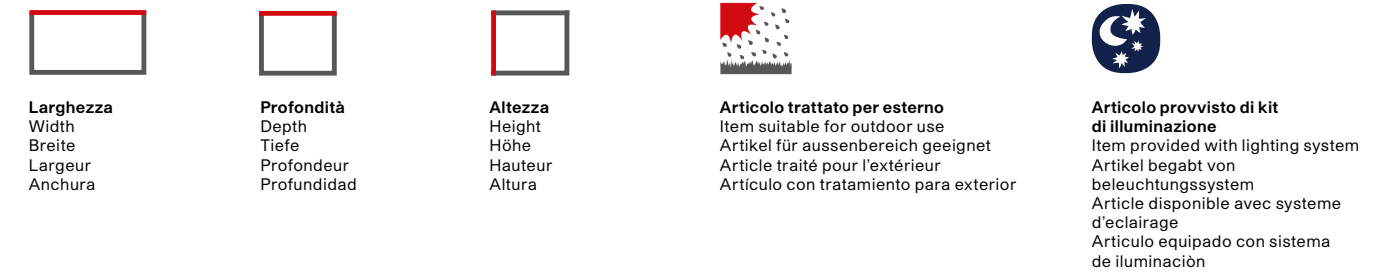 Larghezza
Width
Breite
Largeur
Anchura
Profondità
Depth
Tiefe
Profondeur
Profundidad
Altezza
Height
Höhe
Hauteur
Altura
Articolo trattato per esterno
Item suitable for outdoor use
Artikel für aussenbereich geeignet
Article traité pour l'extérieur
Artículo con tratamiento para exterior
Articolo provvisto di kit
di illuminazione
Item provided with lighting system
Artikel begabt von
beleuchtungssystem
Article disponible avec systeme
d'eclairage
Articulo equipado con sistema
de iluminaciòn